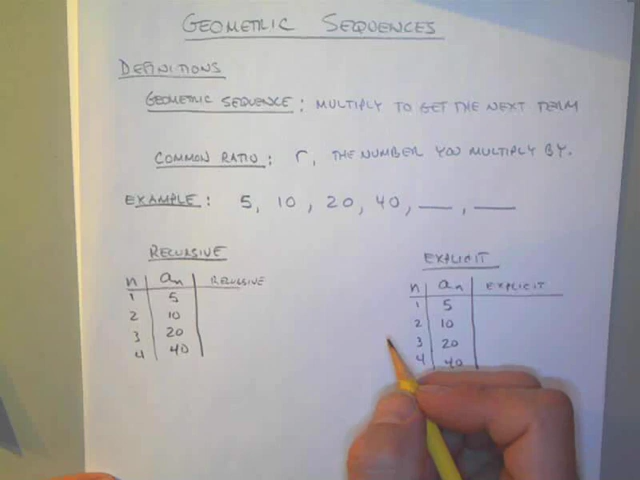 GEOMETRIC SEQUENCES
DEFINITIONS
GEOMETRIC SEQUENCE: MULTIPLY TO GET THE NEXT TERM
COMMON RATIO: r, THE NUMBER YOU MULTIPLY BY.
EXAMPLE: 5, 10, 20, 40, ___, ___
RECURSIVE
n an RECURSIVE
1 5
2 10
3 20
4 40
EXPLICIT
n an EXPLICIT
1 5
2 10
3 20
4 40